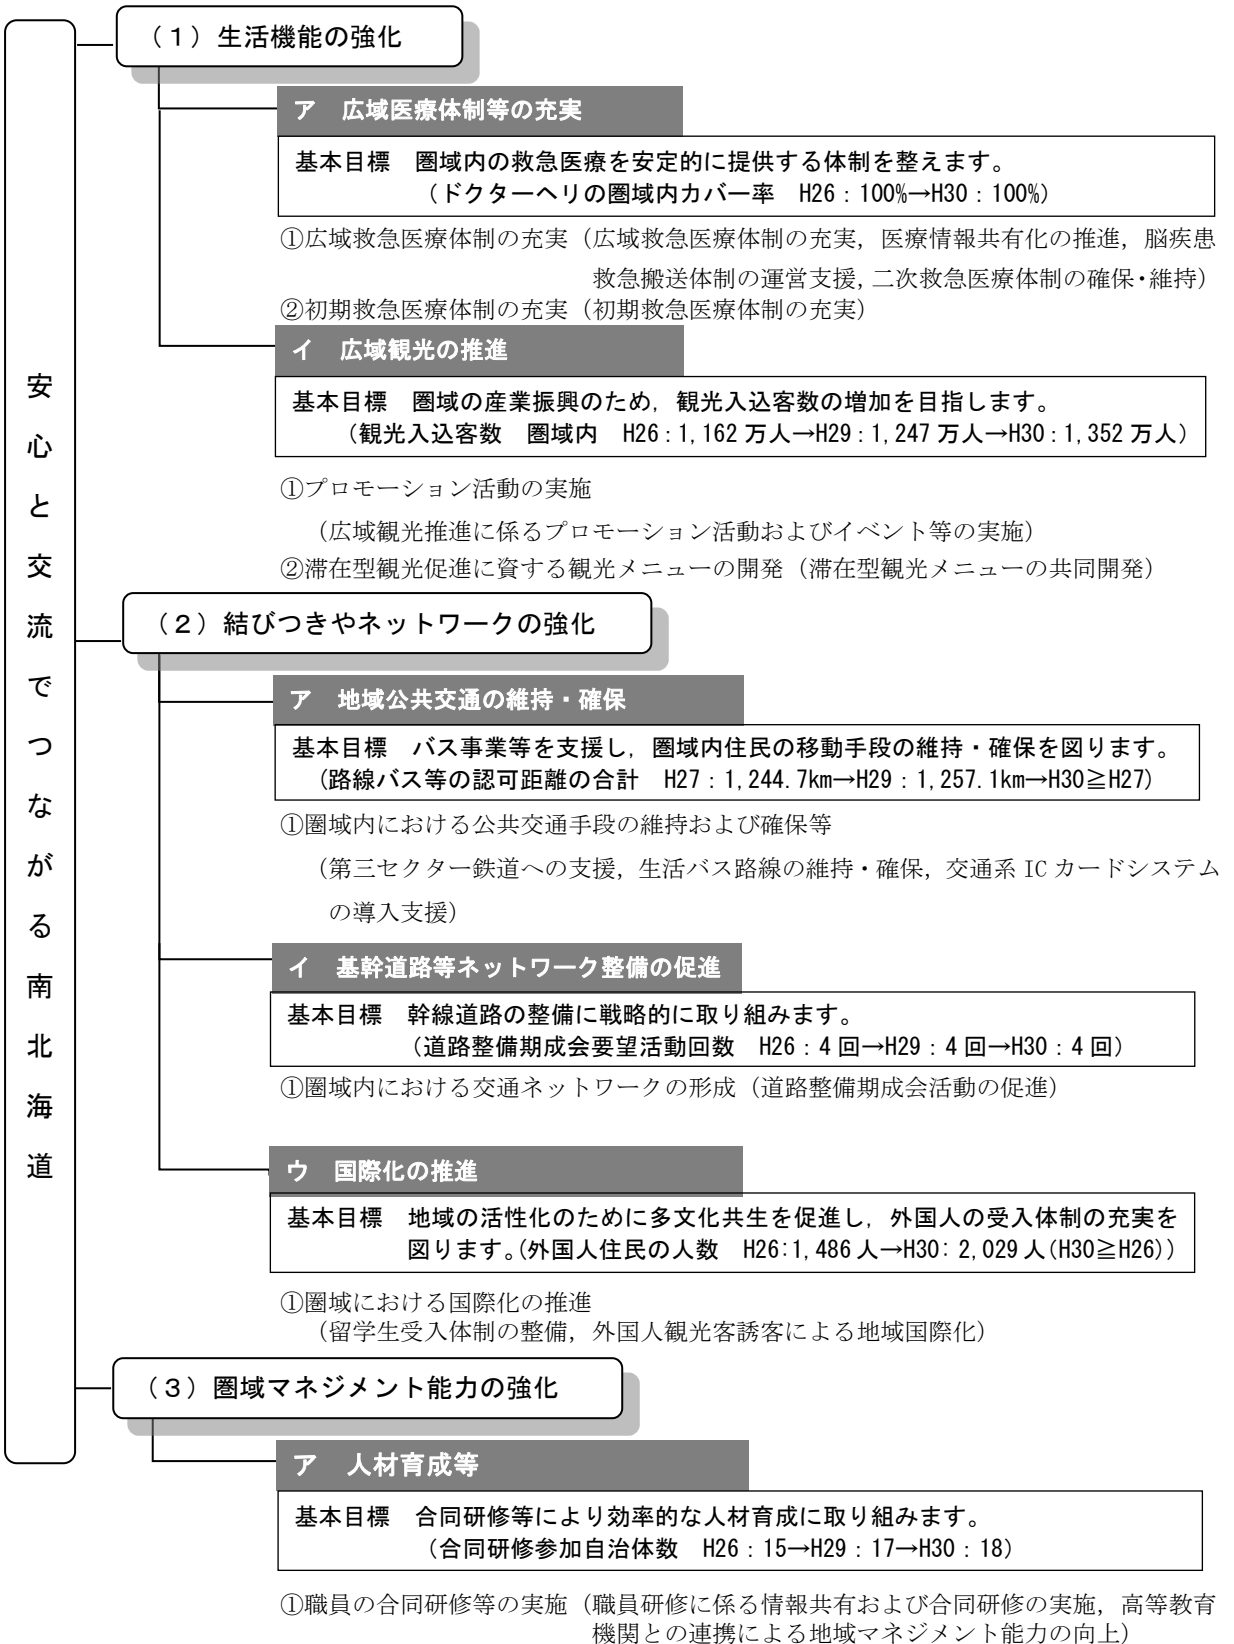 安心と交流でつながる南北海道
（１）生活機能の強化
ア　広域医療体制等の充実
基本目標　圏域内の救急医療を安定的に提供する体制を整えます。
（ドクターヘリの圏域内カバー率　H26：100%→H30：100%）
①広域救急医療体制の充実（広域救急医療体制の充実，医療情報共有化の推進，脳疾患
救急搬送体制の運営支援，二次救急医療体制の確保・維持）
②初期救急医療体制の充実（初期救急医療体制の充実）
イ　広域観光の推進
基本目標　圏域の産業振興のため，観光入込客数の増加を目指します。
（観光入込客数　圏域内　H26：1,162 万人→H29：1,247 万人→H30：1,352 万人）
①プロモーション活動の実施
（広域観光推進に係るプロモーション活動およびイベント等の実施）
②滞在型観光促進に資する観光メニューの開発（滞在型観光メニューの共同開発）
（２）結びつきやネットワークの強化
ア　地域公共交通の維持・確保
基本目標　バス事業等を支援し，圏域内住民の移動手段の維持・確保を図ります。
（路線バス等の認可距離の合計　H27：1,244.7km→H29：1,257.1km→H30≧H27）
①圏域内における公共交通手段の維持および確保等
（第三セクター鉄道への支援，生活バス路線の維持・確保，交通系 IC カードシステム
の導入支援）
イ　基幹道路等ネットワーク整備の促進
基本目標　幹線道路の整備に戦略的に取り組みます。
（道路整備期成会要望活動回数　H26：4 回→H29：4 回→H30：4 回）
①圏域内における交通ネットワークの形成（道路整備期成会活動の促進）
ウ　国際化の推進
基本目標　地域の活性化のために多文化共生を促進し，外国人の受入体制の充実を
図ります。（外国人住民の人数　H26：1,486 人→H30：2,029 人（H30≧H26））
①圏域における国際化の推進
（留学生受入体制の整備，外国人観光客誘客による地域国際化）
（３）圏域マネジメント能力の強化
ア　人材育成等
基本目標　合同研修等により効率的な人材育成に取り組みます。
（合同研修参加自治体数　H26：15→H29：17→H30：18）
①職員の合同研修等の実施（職員研修に係る情報共有および合同研修の実施，高等教育
機関との連携による地域マネジメント能力の向上）